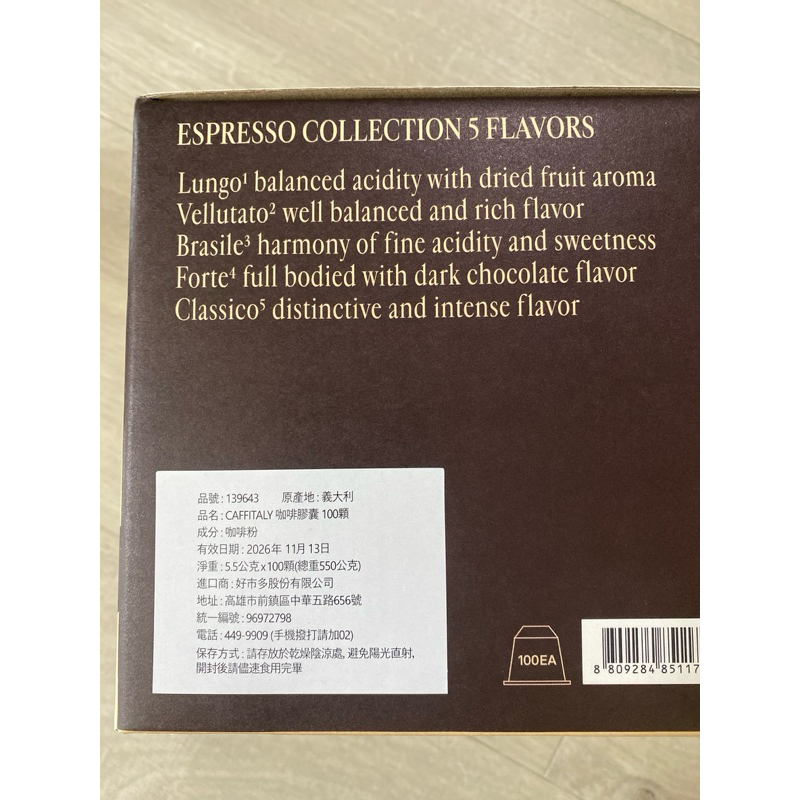 ESPRESSO COLLECTION 5 FLAVORS
Lungo¹ balanced acidity with dried fruit aroma
Vellutato² well balanced and rich flavor
Brasile³ harmony of fine acidity and sweetness
Forte⁴ full bodied with dark chocolate flavor
Classico⁵ distinctive and intense flavor
品號:139643 原產地:義大利
品名:CAFFITALY 咖啡膠囊 100顆
成分:咖啡粉
有效日期:2026年 11月 13日
淨重:5.5公克x100顆(總重550公克)
進口商:好市多股份有限公司
地址:高雄市前鎮區中華五路656號
統一編號:96972798
電話:449-9909 (手機撥打請加02)
保存方式:請存放於乾燥陰涼處, 避免陽光直射,
開封後請儘速食用完畢
100EA
8 809284 85117